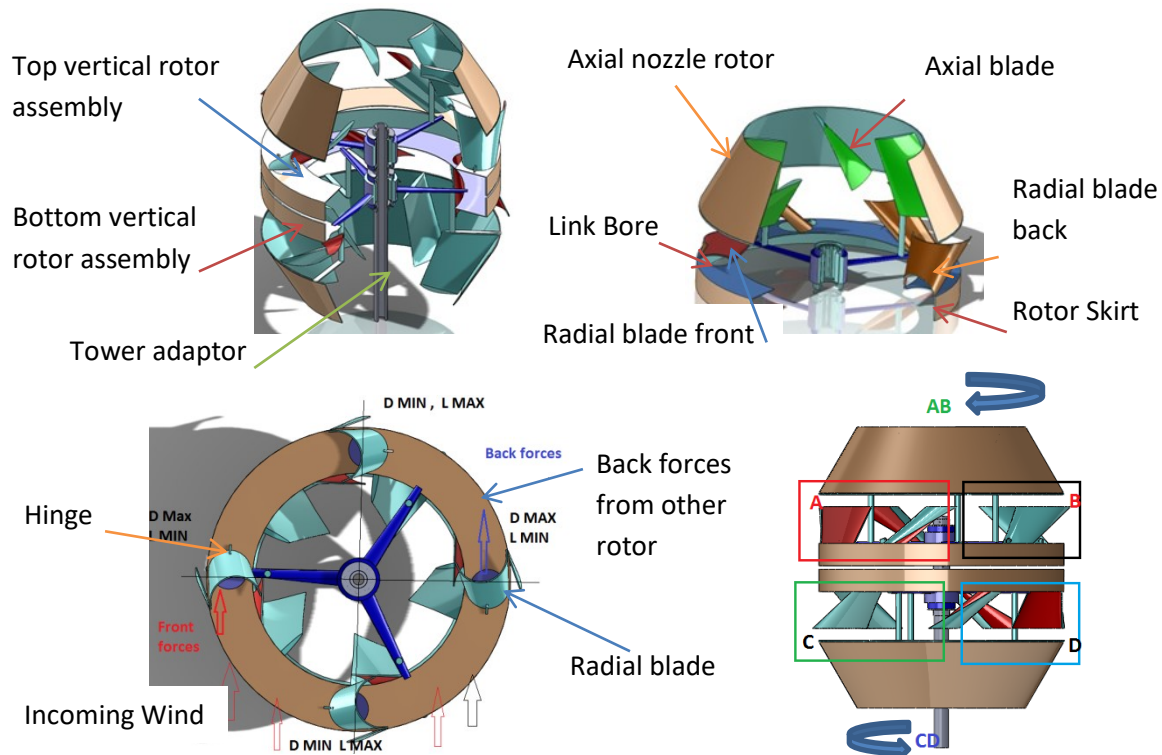 Top vertical rotor
assembly
Bottom vertical
rotor assembly
Tower adaptor
Axial nozzle rotor
Axial blade
Link Bore
Radial blade
back
Radial blade front
Rotor Skirt
D MIN , L MAX
Back forces
Hinge
D Max
L MIN
D MAX
L MIN
Back forces
from other
rotor
Front
forces
Radial blade
Incoming Wind
D MIN L MAX
AB
A
B
C
D
CD